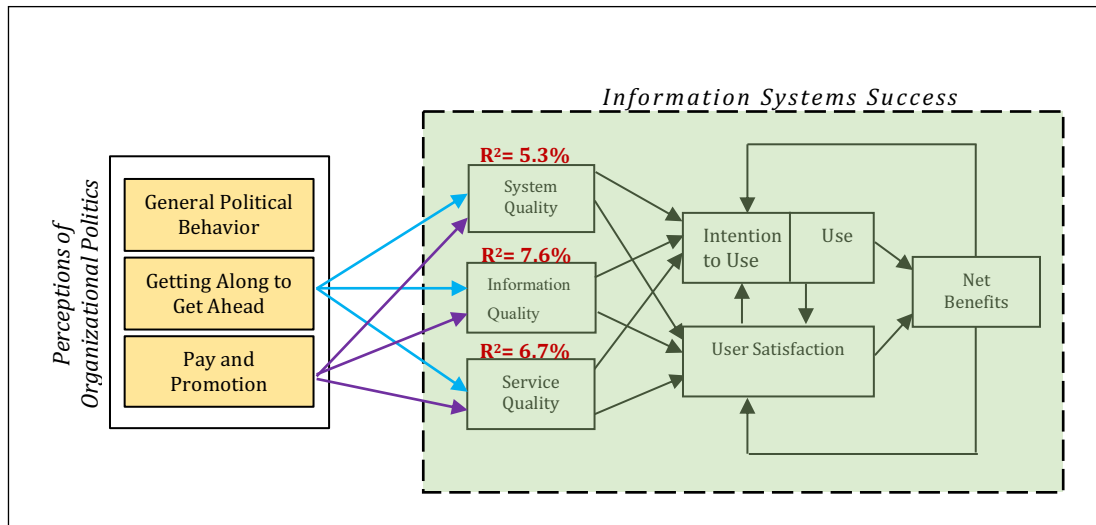 Information Systems Success
Perceptions of
Organizational Politics
General Political
Behavior
Getting Along to
Get Ahead
Pay and
Promotion
R²= 5.3%
System
Quality
R²= 7.6%
Information
Quality
R²= 6.7%
Service
Quality
Intention
to Use
Use
User Satisfaction
Net
Benefits